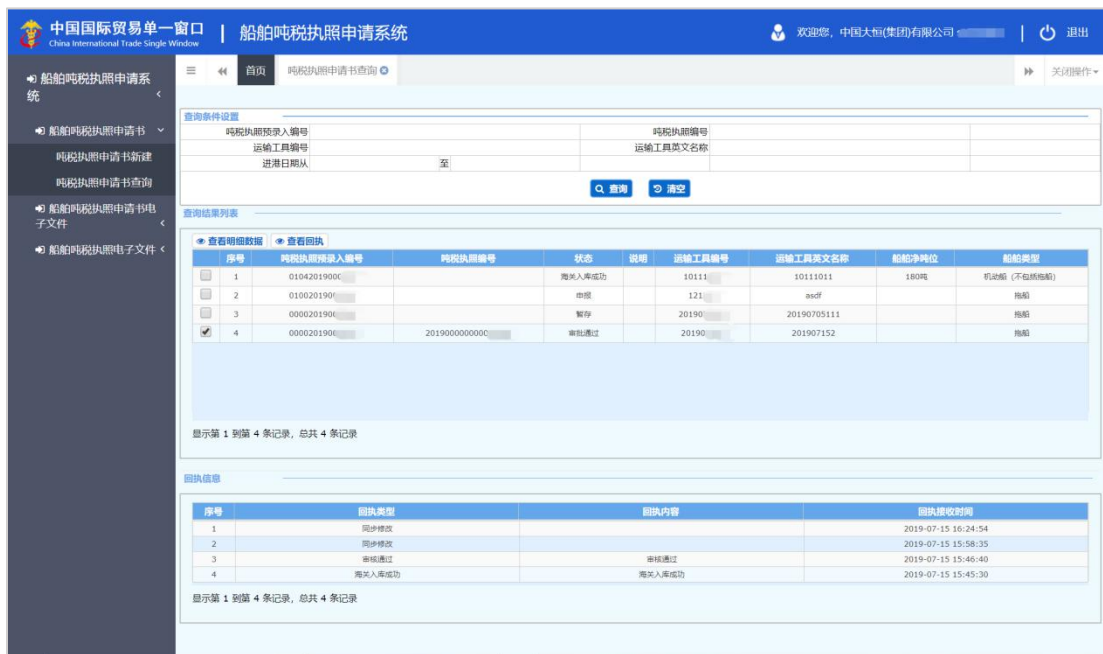 中国国际贸易单一窗口 | 船舶吨税执照申请系统
China International Trade Single Window
欢迎您，中国大恒(集团)有限公司 | 退出
船舶吨税执照申请系统
船舶吨税执照申请书
吨税执照申请书新建
吨税执照申请书查询
船舶吨税执照申请书电子文件
船舶吨税执照电子文件
首页 吨税执照申请书查询 关闭操作
查询条件设置
吨税执照预录入编号 吨税执照编号
运输工具编号 运输工具英文名称
进港日期从 至
查询 清空
查询结果列表
查看明细数据 查看回执
序号 吨税执照预录入编号 吨税执照编号 状态 说明 运输工具编号 运输工具英文名称 船舶净吨位 船舶类型
1 01042019000 海关入库成功 10111 10111011 180吨 机动船（不包括拖船）
2 010020190 申报 121 asdf 拖船
3 000020190 暂存 20190 20190705111 拖船
4 000020190 2019000000000 审批通过 20190 201907152 拖船
显示第 1 到第 4 条记录，总共 4 条记录
回执信息
序号 回执类型 回执内容 回执接收时间
1 同步修改 2019-07-15 16:24:54
2 同步修改 2019-07-15 15:58:35
3 审核通过 审核通过 2019-07-15 15:46:40
4 海关入库成功 海关入库成功 2019-07-15 15:45:30
显示第 1 到第 4 条记录，总共 4 条记录